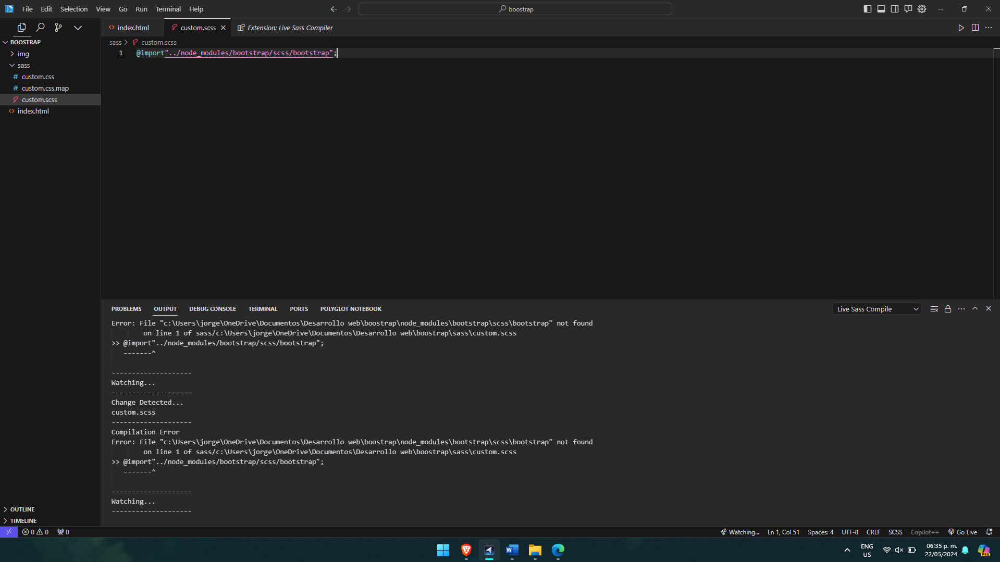 File Edit Selection View Go Run Terminal Help
boostrap
index.html
custom.scss
Extension: Live Sass Compiler
BOOSTRAP
img
sass
custom.css
custom.css.map
custom.scss
index.html
OUTLINE
TIMELINE
sass > custom.scss
1 @import"../node_modules/bootstrap/scss/bootstrap";
PROBLEMS OUTPUT DEBUG CONSOLE TERMINAL PORTS POLYGLOT NOTEBOOK
Live Sass Compile
Error: File "c:\Users\jorge\OneDrive\Documentos\Desarrollo web\boostrap\node_modules\bootstrap\scss\bootstrap" not found
on line 1 of sass/c:\Users\jorge\OneDrive\Documentos\Desarrollo web\boostrap\sass\custom.scss
>> @import"../node_modules/bootstrap/scss/bootstrap";
-------^
--------------------
Watching...
--------------------
Change Detected...
custom.scss
--------------------
Compilation Error
Error: File "c:\Users\jorge\OneDrive\Documentos\Desarrollo web\boostrap\node_modules\bootstrap\scss\bootstrap" not found
on line 1 of sass/c:\Users\jorge\OneDrive\Documentos\Desarrollo web\boostrap\sass\custom.scss
>> @import"../node_modules/bootstrap/scss/bootstrap";
-------^
--------------------
Watching...
--------------------
0 0 0
Watching... Ln 1, Col 51 Spaces: 4 UTF-8 CRLF SCSS Copilot++ Go Live
W
ENG
US
06:35 p. m.
22/05/2024
PRE